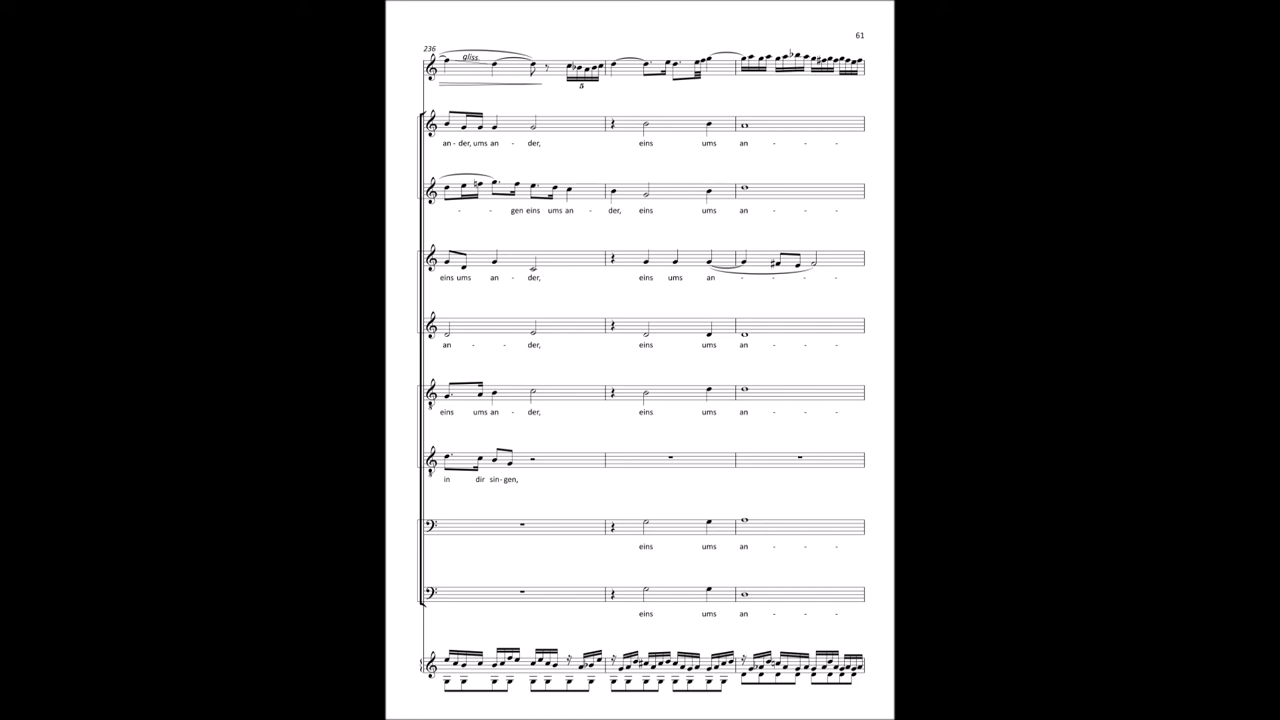 61
236
gliss.
5
an - der, ums an - der, eins ums an - - -
- - gen eins ums an - der, eins ums an - - -
eins ums an - der, eins ums an - - - -
an - - der, eins ums an - - -
eins ums an - der, eins ums an - - -
in dir sin - gen,
eins ums an - - -
eins ums an - - -